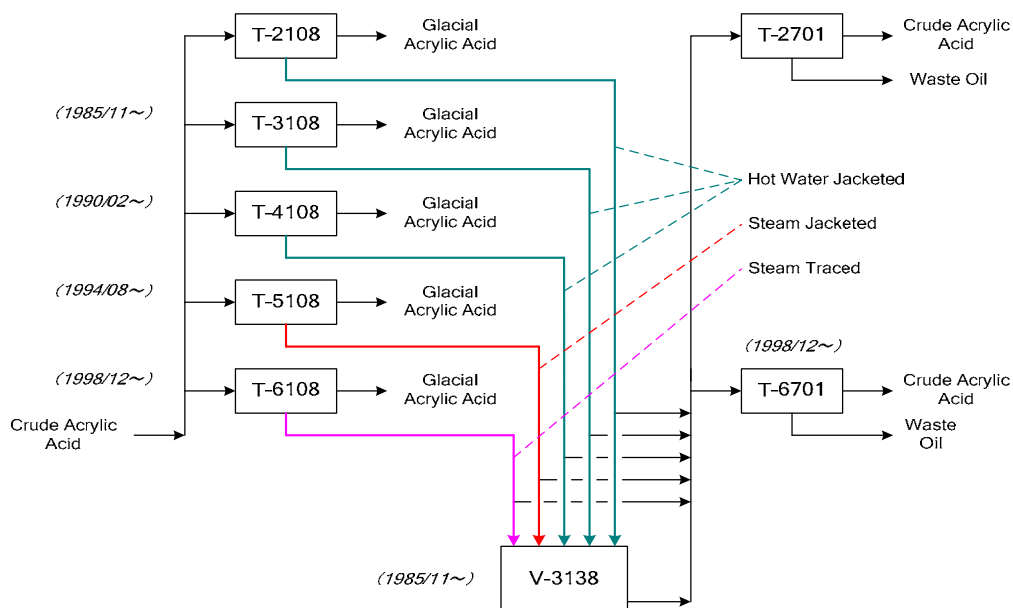 T-2108
Glacial
Acrylic Acid
T-2701
Crude Acrylic
Acid
Waste Oil
(1985/11～)
T-3108
Glacial
Acrylic Acid
(1990/02～)
T-4108
Glacial
Acrylic Acid
Hot Water Jacketed
Steam Jacketed
Steam Traced
(1994/08～)
T-5108
Glacial
Acrylic Acid
(1998/12～)
T-6108
Glacial
Acrylic Acid
(1998/12～)
T-6701
Crude Acrylic
Acid
Waste
Oil
Crude Acrylic
Acid
(1985/11～)
V-3138